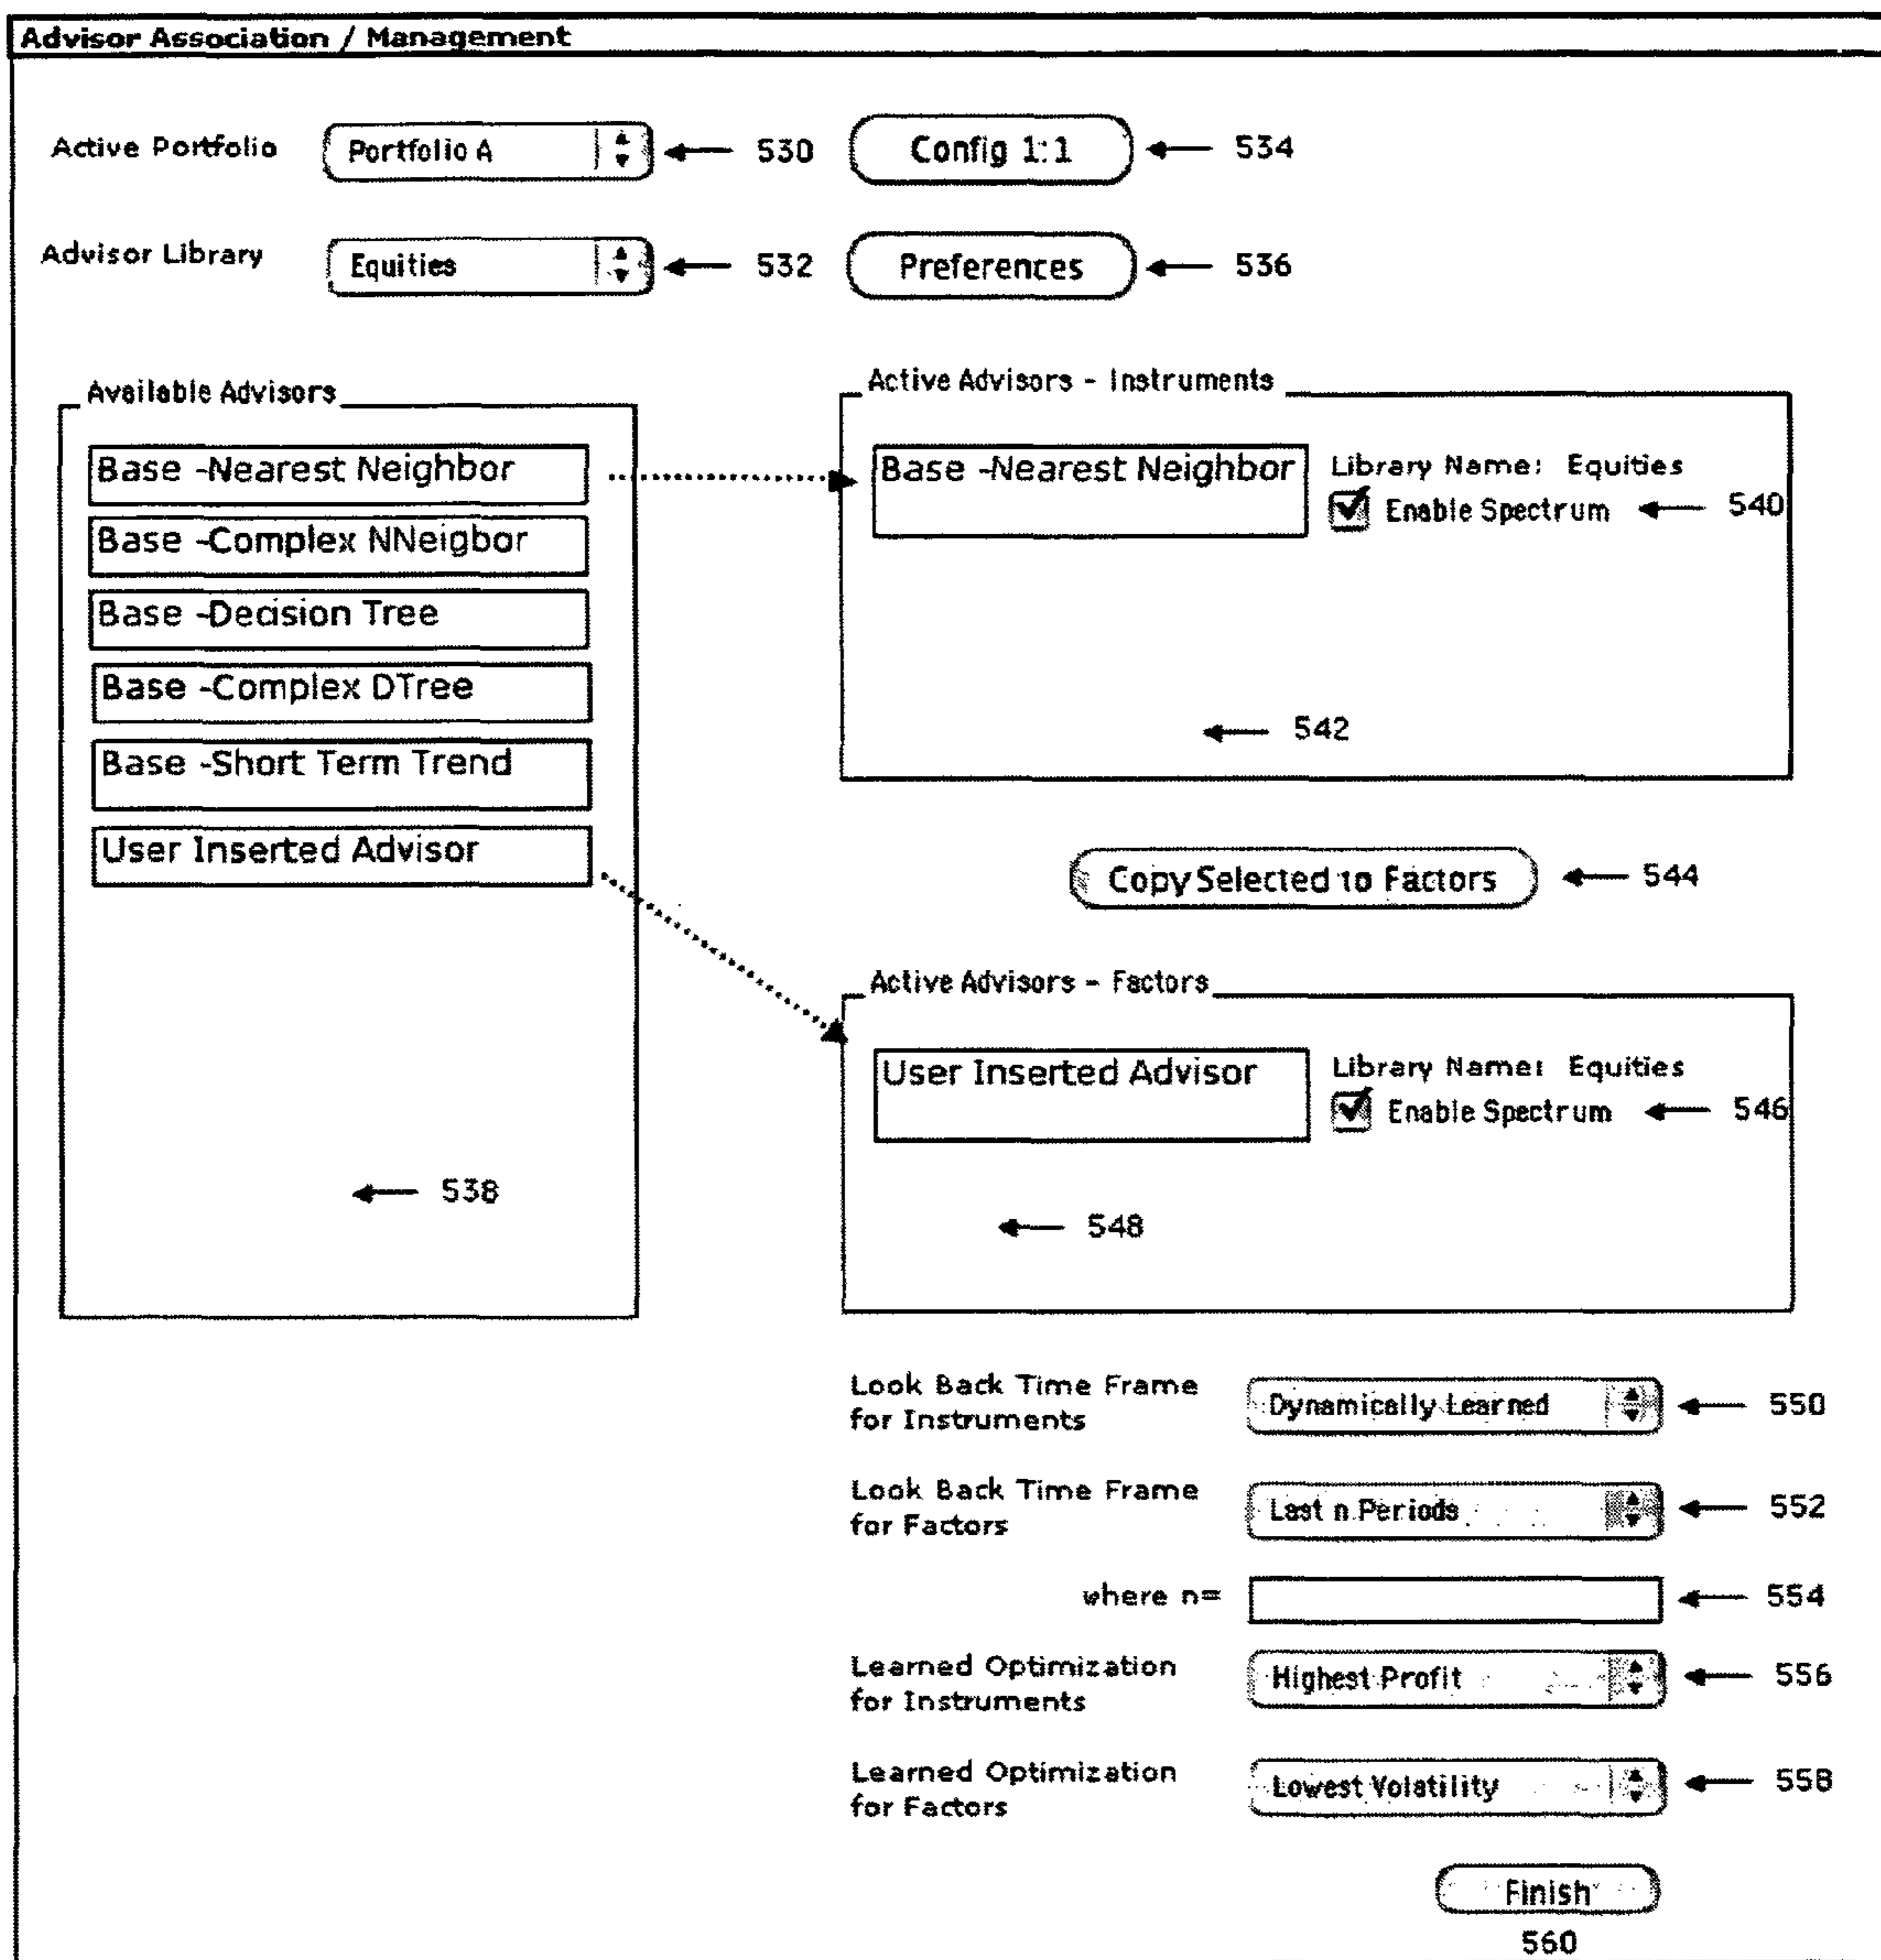 Advisor Association / Management
Active Portfolio Portfolio A 530 Config 1:1 534
Advisor Library Equities 532 Preferences 536
Available Advisors
Base -Nearest Neighbor
Base -Complex NNeigbor
Base -Decision Tree
Base -Complex DTree
Base -Short Term Trend
User Inserted Advisor
538
Active Advisors - Instruments
Base -Nearest Neighbor Library Name: Equities
Enable Spectrum 540
542
Copy Selected to Factors 544
Active Advisors - Factors
User Inserted Advisor Library Name: Equities
Enable Spectrum 546
548
Look Back Time Frame
for Instruments
Dynamically Learned 550
Look Back Time Frame
for Factors
Last n Periods 552
where n= 554
Learned Optimization
for Instruments
Highest Profit 556
Learned Optimization
for Factors
Lowest Volatility 558
Finish
560